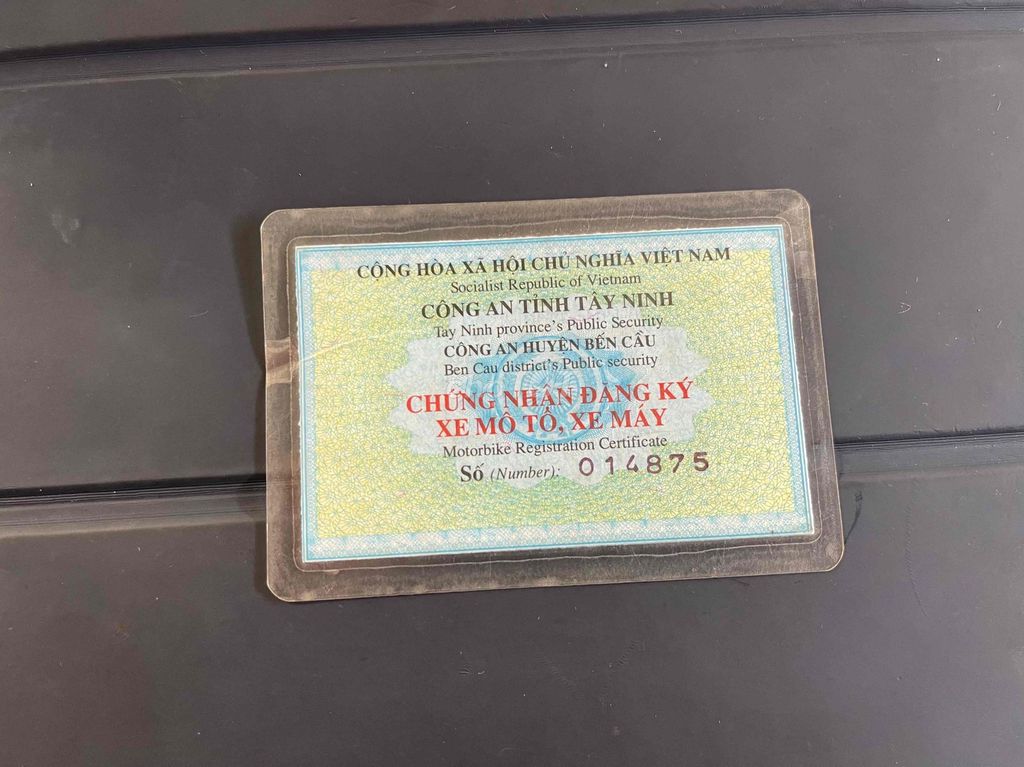 CỘNG HÒA XÃ HỘI CHỦ NGHĨA VIỆT NAM
Socialist Republic of Vietnam
CÔNG AN TỈNH TÂY NINH
Tay Ninh province's Public Security
CÔNG AN HUYỆN BẾN CẦU
Ben Cau district's Public security
CHỨNG NHẬN ĐĂNG KÝ
XE MÔ TÔ, XE MÁY
Motorbike Registration Certificate
Số (Number): 014875